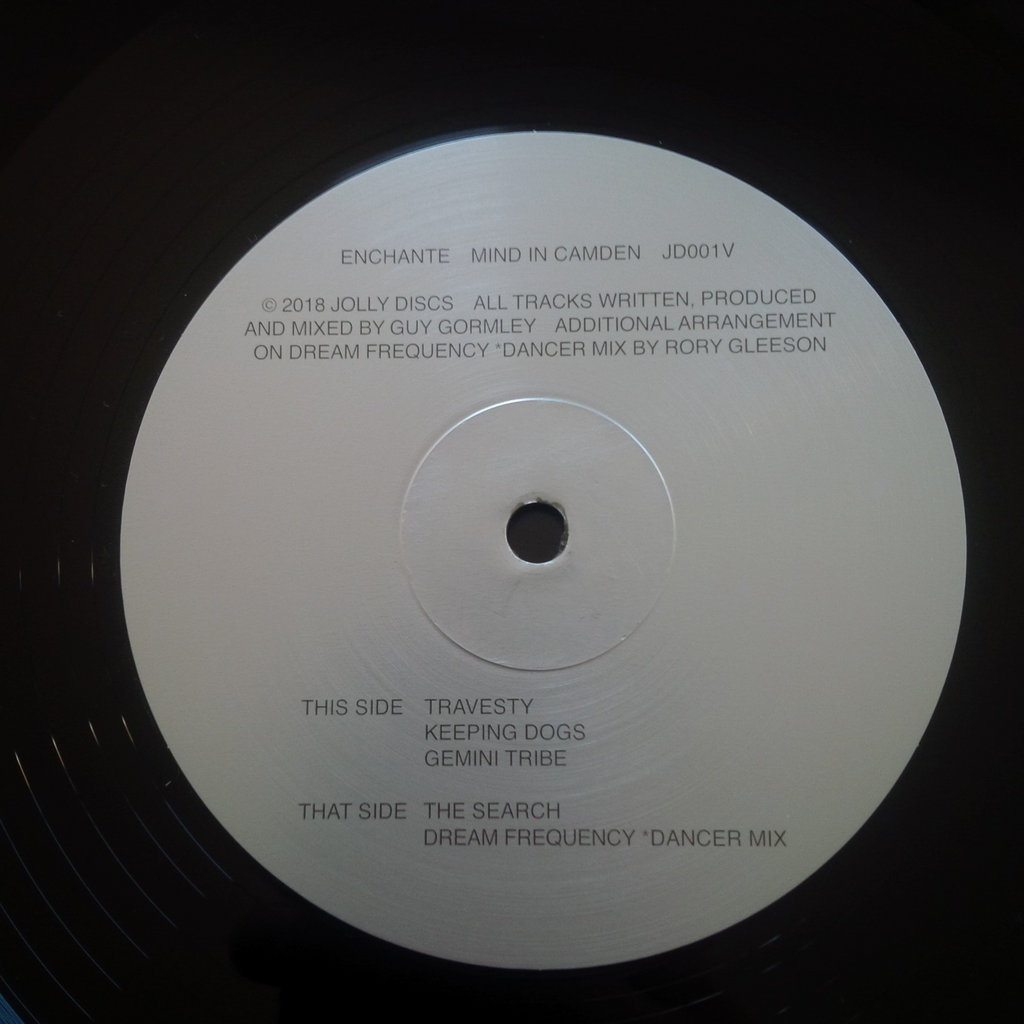 ENCHANTE MIND IN CAMDEN JD001V
© 2018 JOLLY DISCS ALL TRACKS WRITTEN, PRODUCED
AND MIXED BY GUY GORMLEY ADDITIONAL ARRANGEMENT
ON DREAM FREQUENCY *DANCER MIX BY RORY GLEESON
THIS SIDE TRAVESTY
KEEPING DOGS
GEMINI TRIBE
THAT SIDE THE SEARCH
DREAM FREQUENCY *DANCER MIX